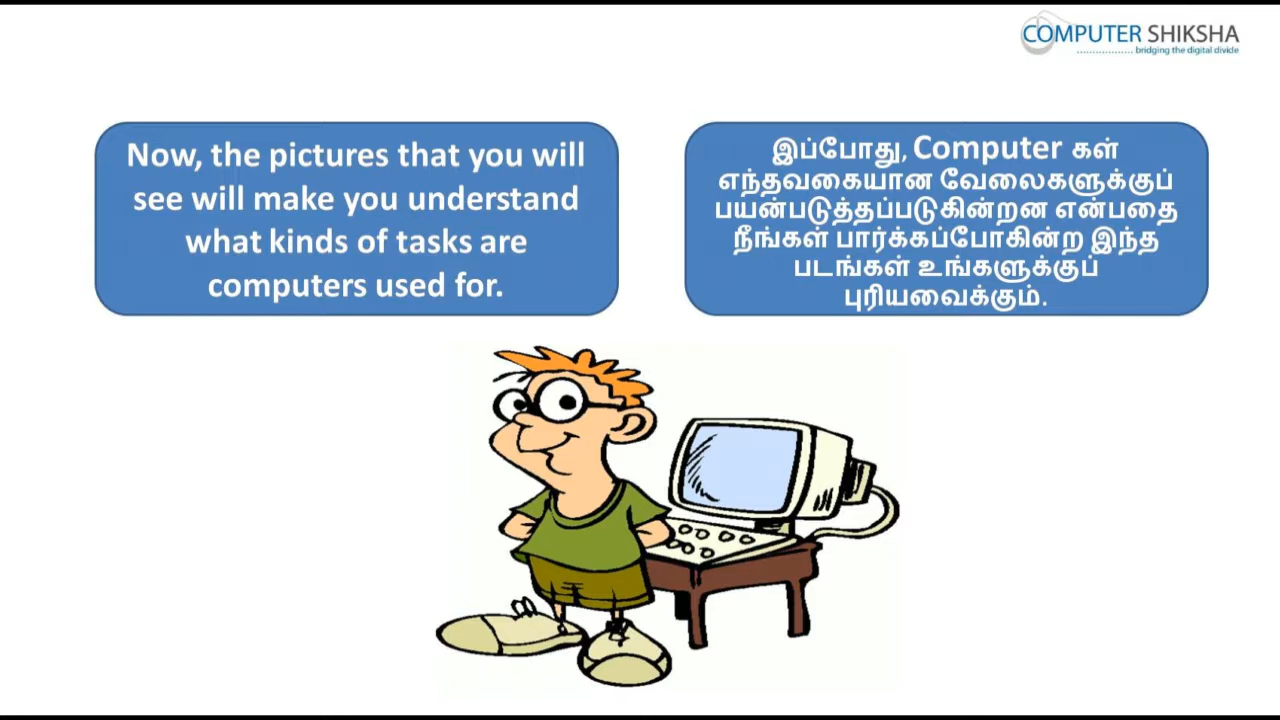 COMPUTER SHIKSHA
bridging the digital divide
Now, the pictures that you will
see will make you understand
what kinds of tasks are
computers used for.
இப்போது, Computer கள்
எந்தவகையான வேலைகளுக்குப்
பயன்படுத்தப்படுகின்றன என்பதை
நீங்கள் பார்க்கப்போகின்ற இந்த
படங்கள் உங்களுக்குப்
புரியவைக்கும்.